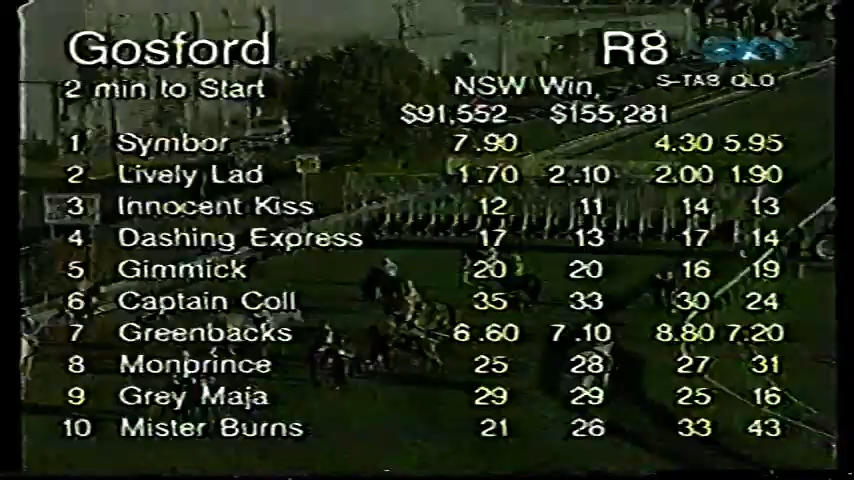 Gosford R8 SKY
2 min to Start NSW Win, S-TAB QLD
$91,552 $155,281
1 Symbor 7.90 4.30 5.95
2 Lively Lad 1.70 2.10 2.00 1.90
3 Innocent Kiss 12 11 14 13
4 Dashing Express 17 13 17 14
5 Gimmick 20 20 16 19
6 Captain Coll 35 33 30 24
7 Greenbacks 6.60 7.10 8.80 7.20
8 Monprince 25 28 27 31
9 Grey Maja 29 29 25 16
10 Mister Burns 21 26 33 43